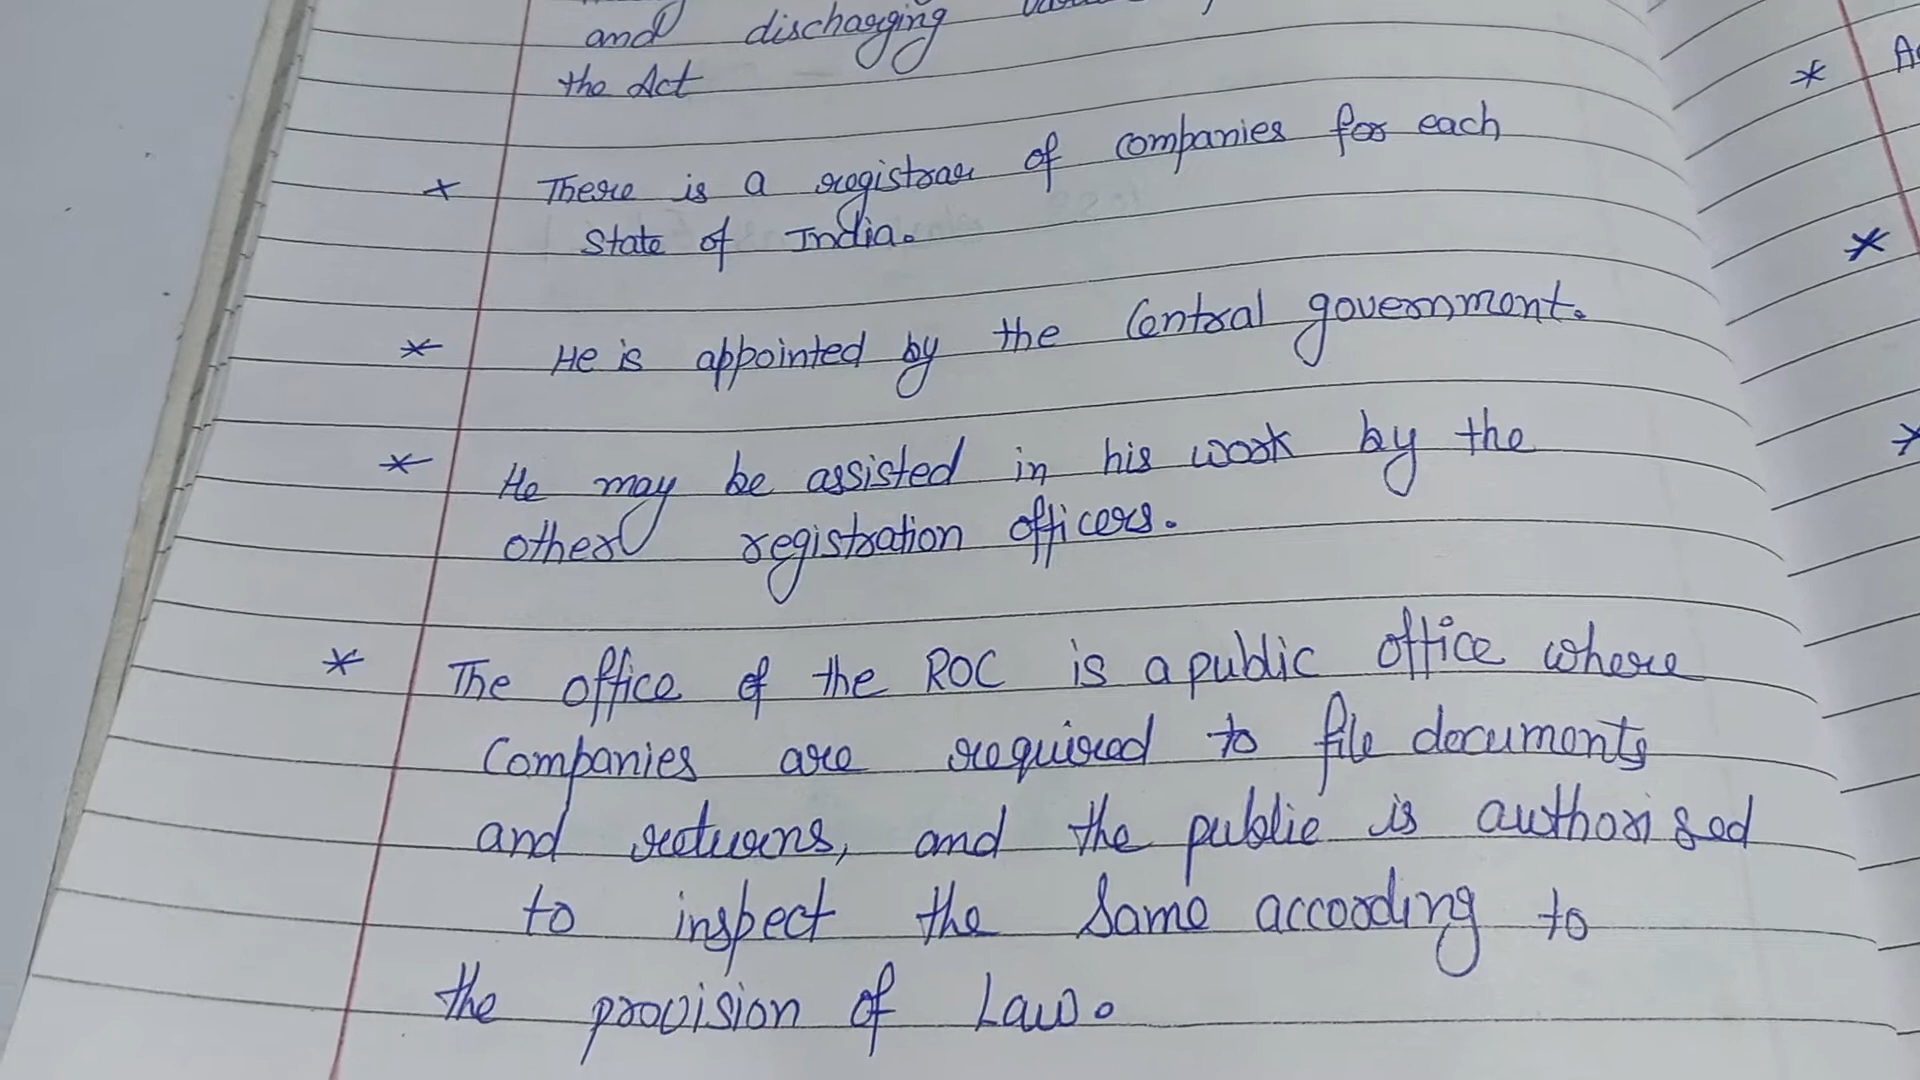 and discharging
the Act
* There is a registrar of companies for each
State of India.
* He is appointed by the Central government.
* He may be assisted in his work by the
other registration officers.
* The office of the ROC is a public office where
Companies are required to file documents
and returns, and the public is authorised
to inspect the Same according to
the provision of Law.
*
*
*